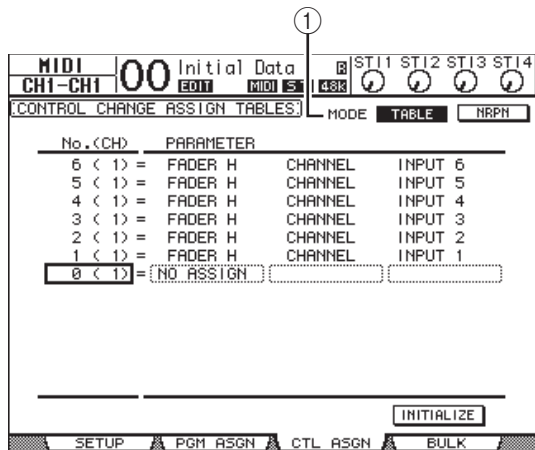 1
MIDI
CH1-CH1
00
Initial Data
R
EDIT
MIDI
48K
STI1 STI2 STI3 STI4
CONTROL CHANGE ASSIGN TABLES
MODE TABLE NRPN
No.(CH) PARAMETER
6 ( 1) = FADER H CHANNEL INPUT 6
5 ( 1) = FADER H CHANNEL INPUT 5
4 ( 1) = FADER H CHANNEL INPUT 4
3 ( 1) = FADER H CHANNEL INPUT 3
2 ( 1) = FADER H CHANNEL INPUT 2
1 ( 1) = FADER H CHANNEL INPUT 1
0 ( 1) = NO ASSIGN
INITIALIZE
SETUP PGM ASGN CTL ASGN BULK